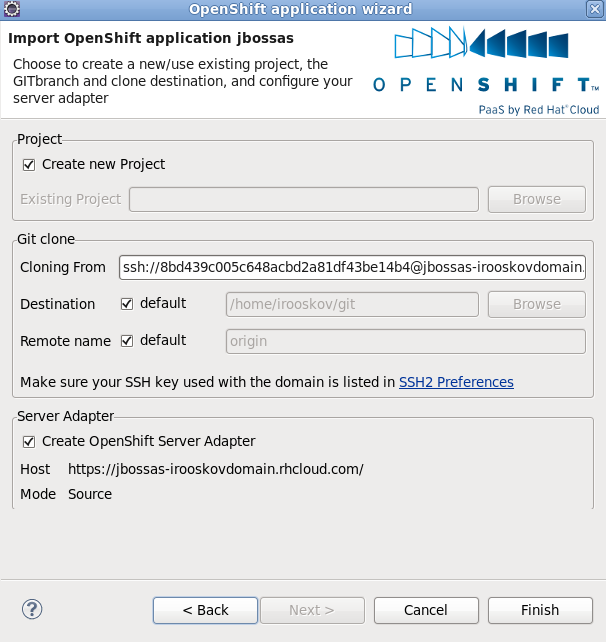 OpenShift application wizard
Import OpenShift application jbossas
Choose to create a new/use existing project, the
GITbranch and clone destination, and configure your
server adapter
OPENSHIFT™
PaaS by Red Hat® Cloud
Project
Create new Project
Existing Project
Browse
Git clone
Cloning From ssh://8bd439c005c648acbd2a81df43be14b4@jbossas-irooskovdomain.
Destination default /home/irooskov/git Browse
Remote name default origin
Make sure your SSH key used with the domain is listed in SSH2 Preferences
Server Adapter
Create OpenShift Server Adapter
Host https://jbossas-irooskovdomain.rhcloud.com/
Mode Source
? < Back Next > Cancel Finish